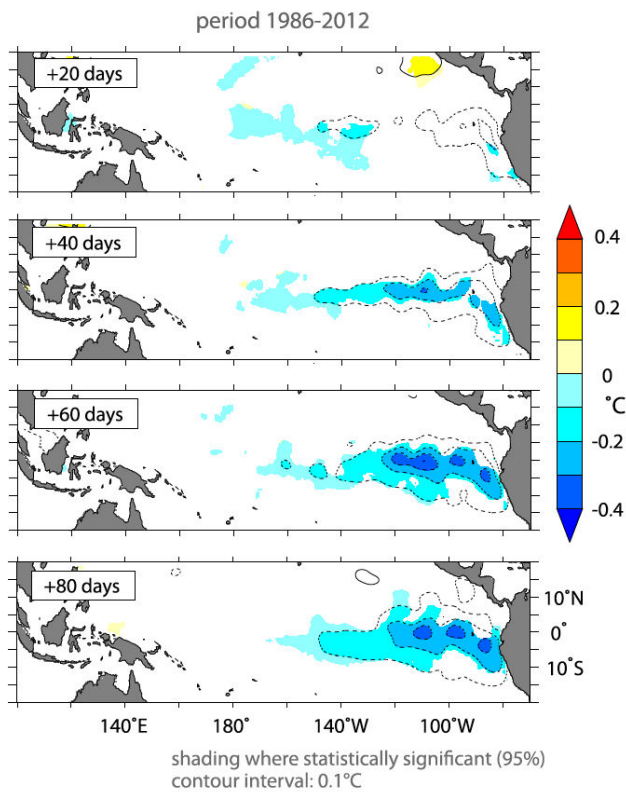 period 1986-2012
+20 days
+40 days
0.4
0.2
0
°C
-0.2
-0.4
+60 days
+80 days
10°N
0°
10°S
140°E 180° 140°W 100°W
shading where statistically significant (95%)
contour interval: 0.1°C